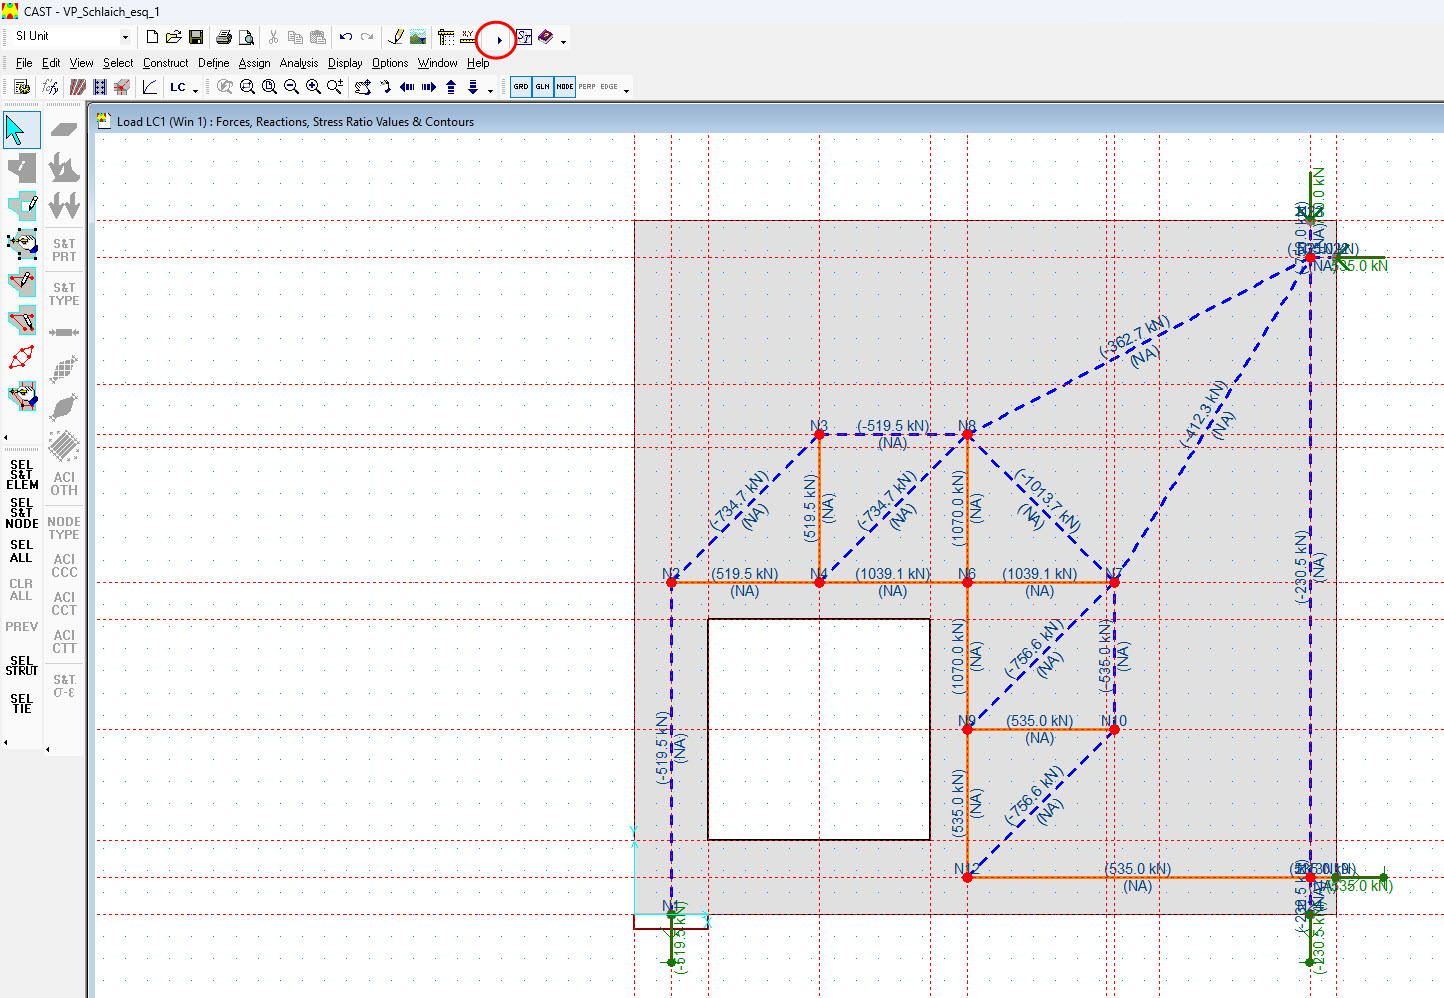 CAST - VP_Schlaich_esq_1
SI Unit
File Edit View Select Construct Define Assign Analysis Display Options Window Help
LC
GRD GLN NODE PERP EDGE
Load LC1 (Win 1) : Forces, Reactions, Stress Ratio Values & Contours
S&T
PRT
S&T
TYPE
SEL
S&T
ELEM
SEL
S&T
NODE
SEL
ALL
CLR
ALL
PREV
SEL
STRUT
SEL
TIE
ACI
OTH
NODE
TYPE
ACI
CCC
ACI
CCT
ACI
CTT
S&T
σ-ε
535.0 kN
(-362.7 kN)
(NA)
(-412.3 kN)
(NA)
N3
(-519.5 kN)
(NA)
N8
(-734.7 kN)
(NA)
(519.5 kN)
(NA)
(-734.7 kN)
(NA)
(1070.0 kN)
(NA)
(-1013.7 kN)
(NA)
(-230.5 kN)
(NA)
N2
(519.5 kN)
(NA)
N4
(1039.1 kN)
(NA)
N6
(1039.1 kN)
(NA)
N7
(1070.0 kN)
(NA)
(-756.6 kN)
(NA)
(-535.0 kN)
(NA)
(-519.5 kN)
(NA)
N9
(535.0 kN)
(NA)
N10
(535.0 kN)
(NA)
(-756.6 kN)
(NA)
N12
(535.0 kN)
(NA)
(535.0 kN)
Y
X
N1
(-519.5 kN)
(-230.5 kN)